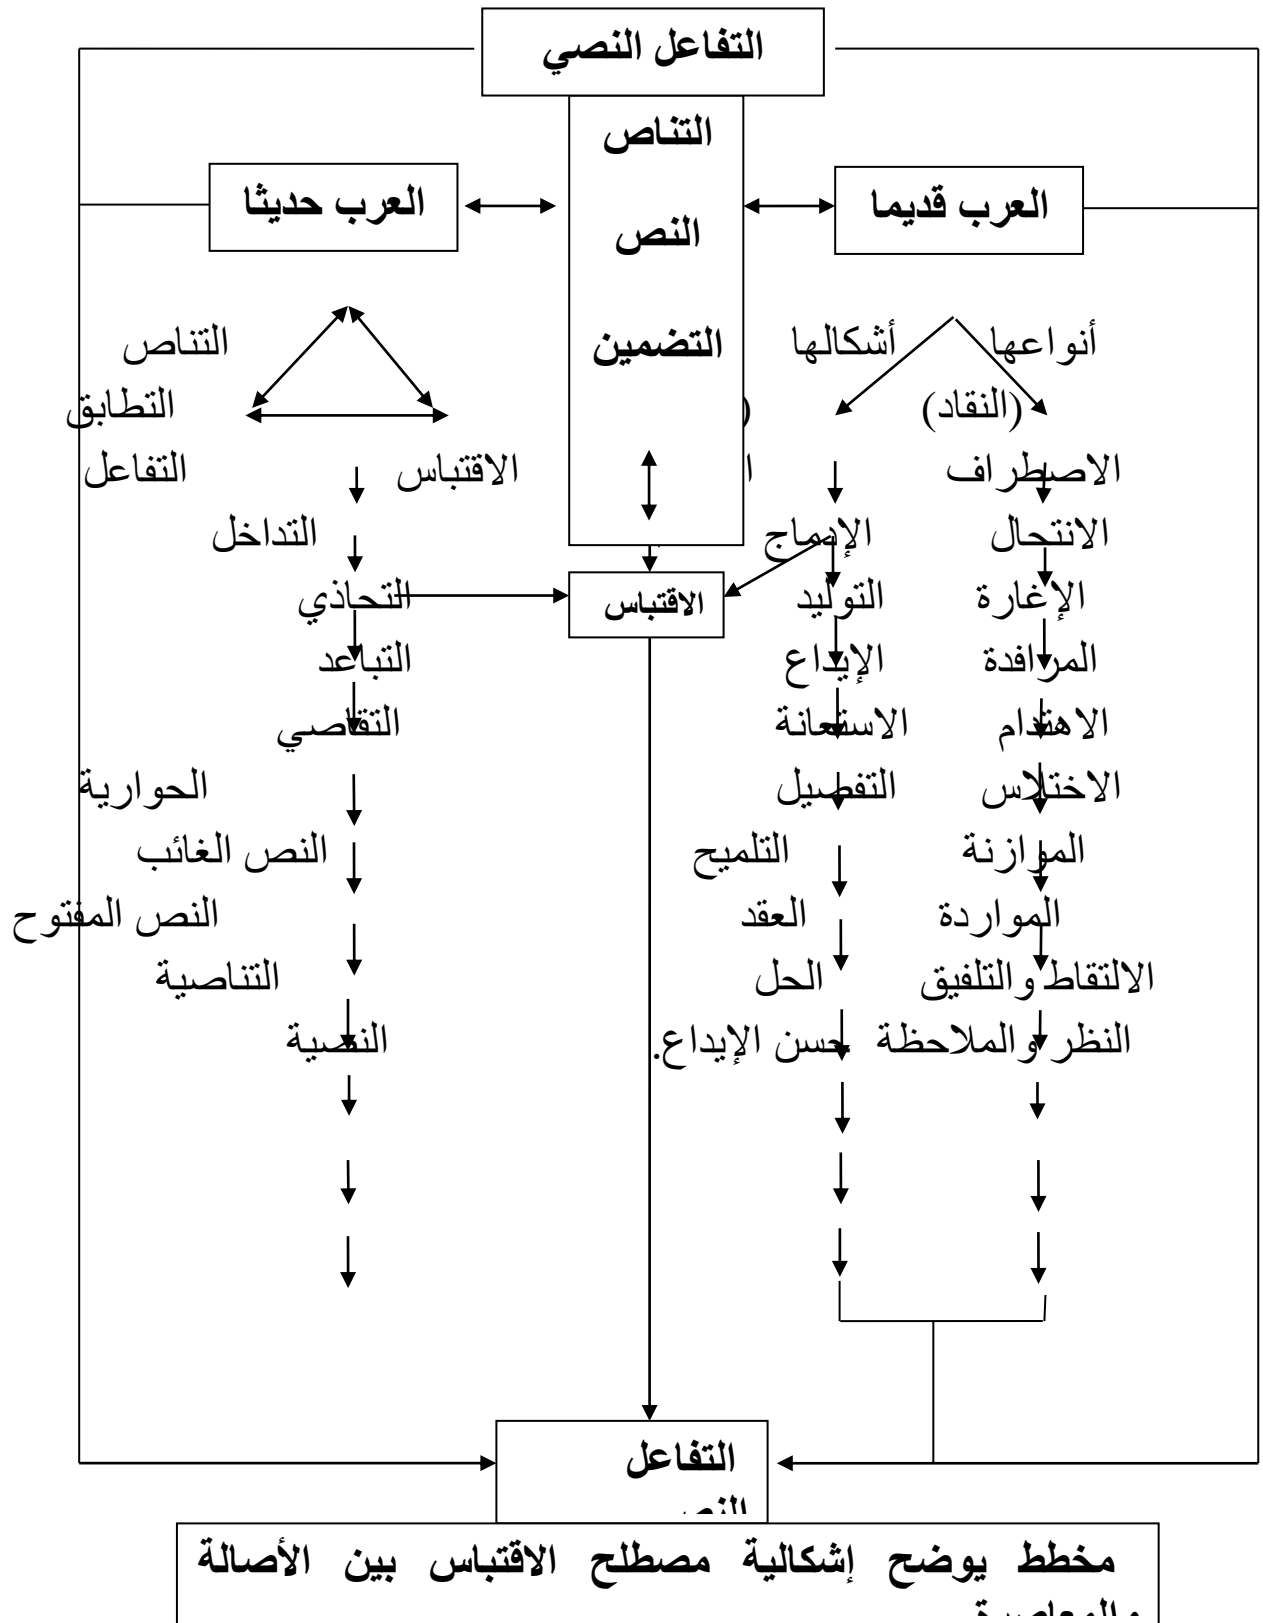 التفاعل النصي
التناص
العرب قديما
العرب حديثا
النص
التضمين
أنواعها
أشكالها
التناص
(النقاد)
التطابق
الاصطراف
الاقتباس
التفاعل
الانتحال
الإدماج
التداخل
الإغارة
التوليد
الاقتباس
التحاذي
المرافدة
الإيداع
التباعد
الاهتدام
الاستعانة
التقاصي
الاختلاس
التفصيل
الحوارية
الموازنة
التلميح
النص الغائب
المواردة
العقد
النص المفتوح
الالتقاط والتلفيق
الحل
التناصية
النظر والملاحظة
حسن الإيداع.
النصية
التفاعل
مخطط يوضح إشكالية مصطلح الاقتباس بين الأصالة